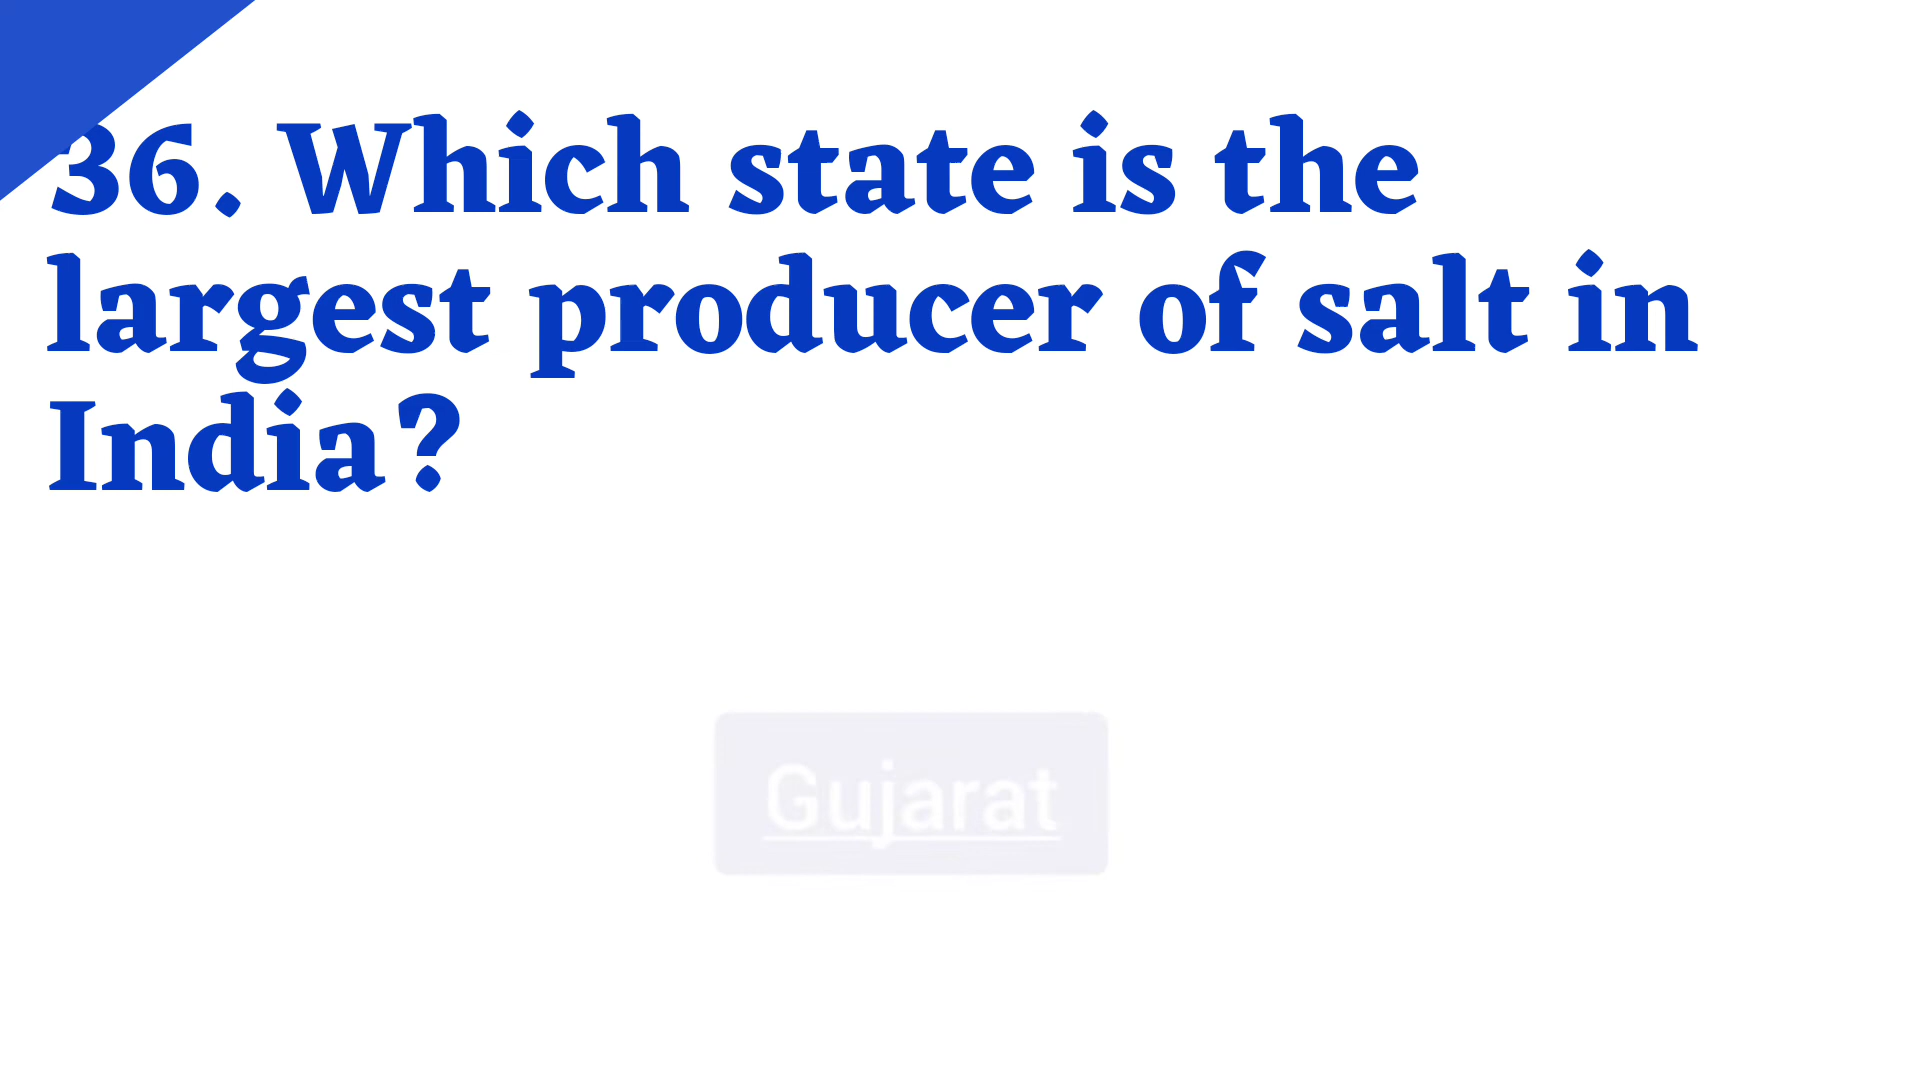 36. Which state is the
largest producer of salt in
India?
Gujarat